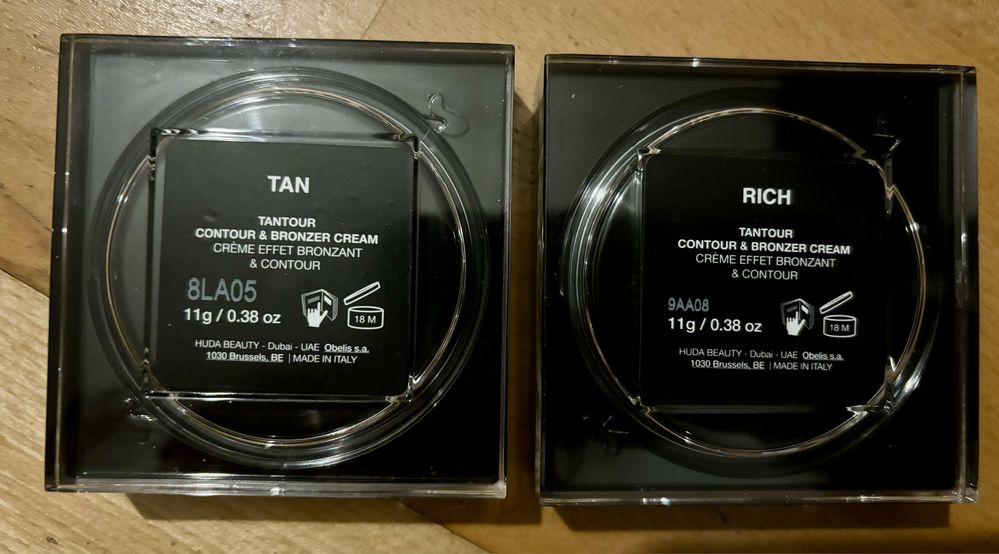 TAN
TANTOUR
CONTOUR & BRONZER CREAM
CRÈME EFFET BRONZANT
& CONTOUR
8LA05
11g / 0.38 oz
18 M
HUDA BEAUTY - Dubai - UAE Obelis s.a.
1030 Brussels, BE | MADE IN ITALY
RICH
TANTOUR
CONTOUR & BRONZER CREAM
CRÈME EFFET BRONZANT
& CONTOUR
9AA08
11g / 0.38 oz
18 M
HUDA BEAUTY - Dubai - UAE Obelis s.a.
1030 Brussels, BE | MADE IN ITALY